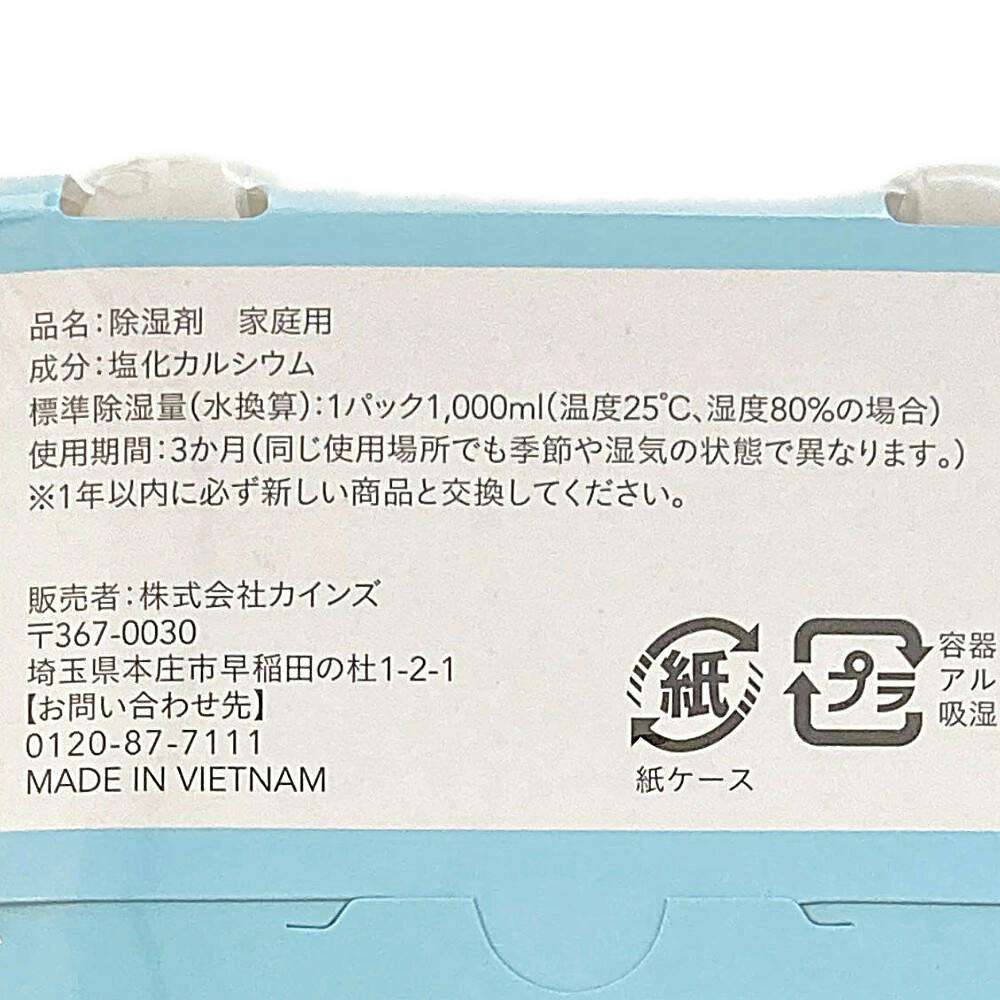 品名：除湿剤　家庭用
成分：塩化カルシウム
標準除湿量(水換算)：1パック1,000ml(温度25℃、湿度80%の場合)
使用期間：3か月(同じ使用場所でも季節や湿気の状態で異なります。)
※1年以内に必ず新しい商品と交換してください。
販売者：株式会社カインズ
〒367-0030
埼玉県本庄市早稲田の杜1-2-1
【お問い合わせ先】
0120-87-7111
MADE IN VIETNAM
紙
紙ケース
プラ
容器
アル
吸湿